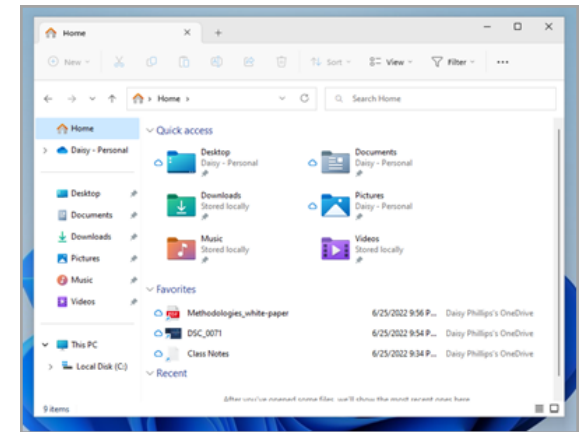 Home
New
Sort
View
Filter
Home
Search Home
Home
Daisy - Personal
Desktop
Documents
Downloads
Pictures
Music
Videos
This PC
Local Disk (C:)
Quick access
Desktop
Daisy - Personal
Documents
Daisy - Personal
Downloads
Stored locally
Pictures
Daisy - Personal
Music
Stored locally
Videos
Stored locally
Favorites
Methodologies_white-paper 6/25/2022 9:56 P... Daisy Phillips's OneDrive
DSC_0071 6/25/2022 9:54 P... Daisy Phillips's OneDrive
Class Notes 6/25/2022 9:34 P... Daisy Phillips's OneDrive
Recent
After you've opened some files, we'll show the most recent ones here.
9 items